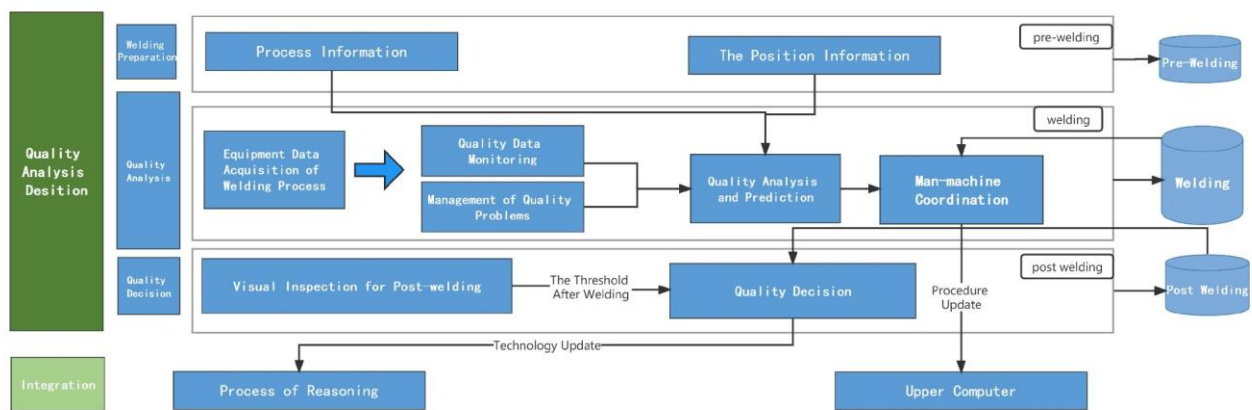 Quality
Analysis
Desition
Integration
Welding
Preparation
Quality
Analysis
Quality
Decision
Process Information
The Position Information
pre-welding
Pre-Welding
Equipment Data
Acquisition of
Welding Process
Quality Data
Monitoring
Management of Quality
Problems
Quality Analysis
and Prediction
Man-machine
Coordination
welding
Welding
Visual Inspection for Post-welding
The Threshold
After Welding
Quality Decision
Procedure
Update
post welding
Post Welding
Technology Update
Process of Reasoning
Upper Computer